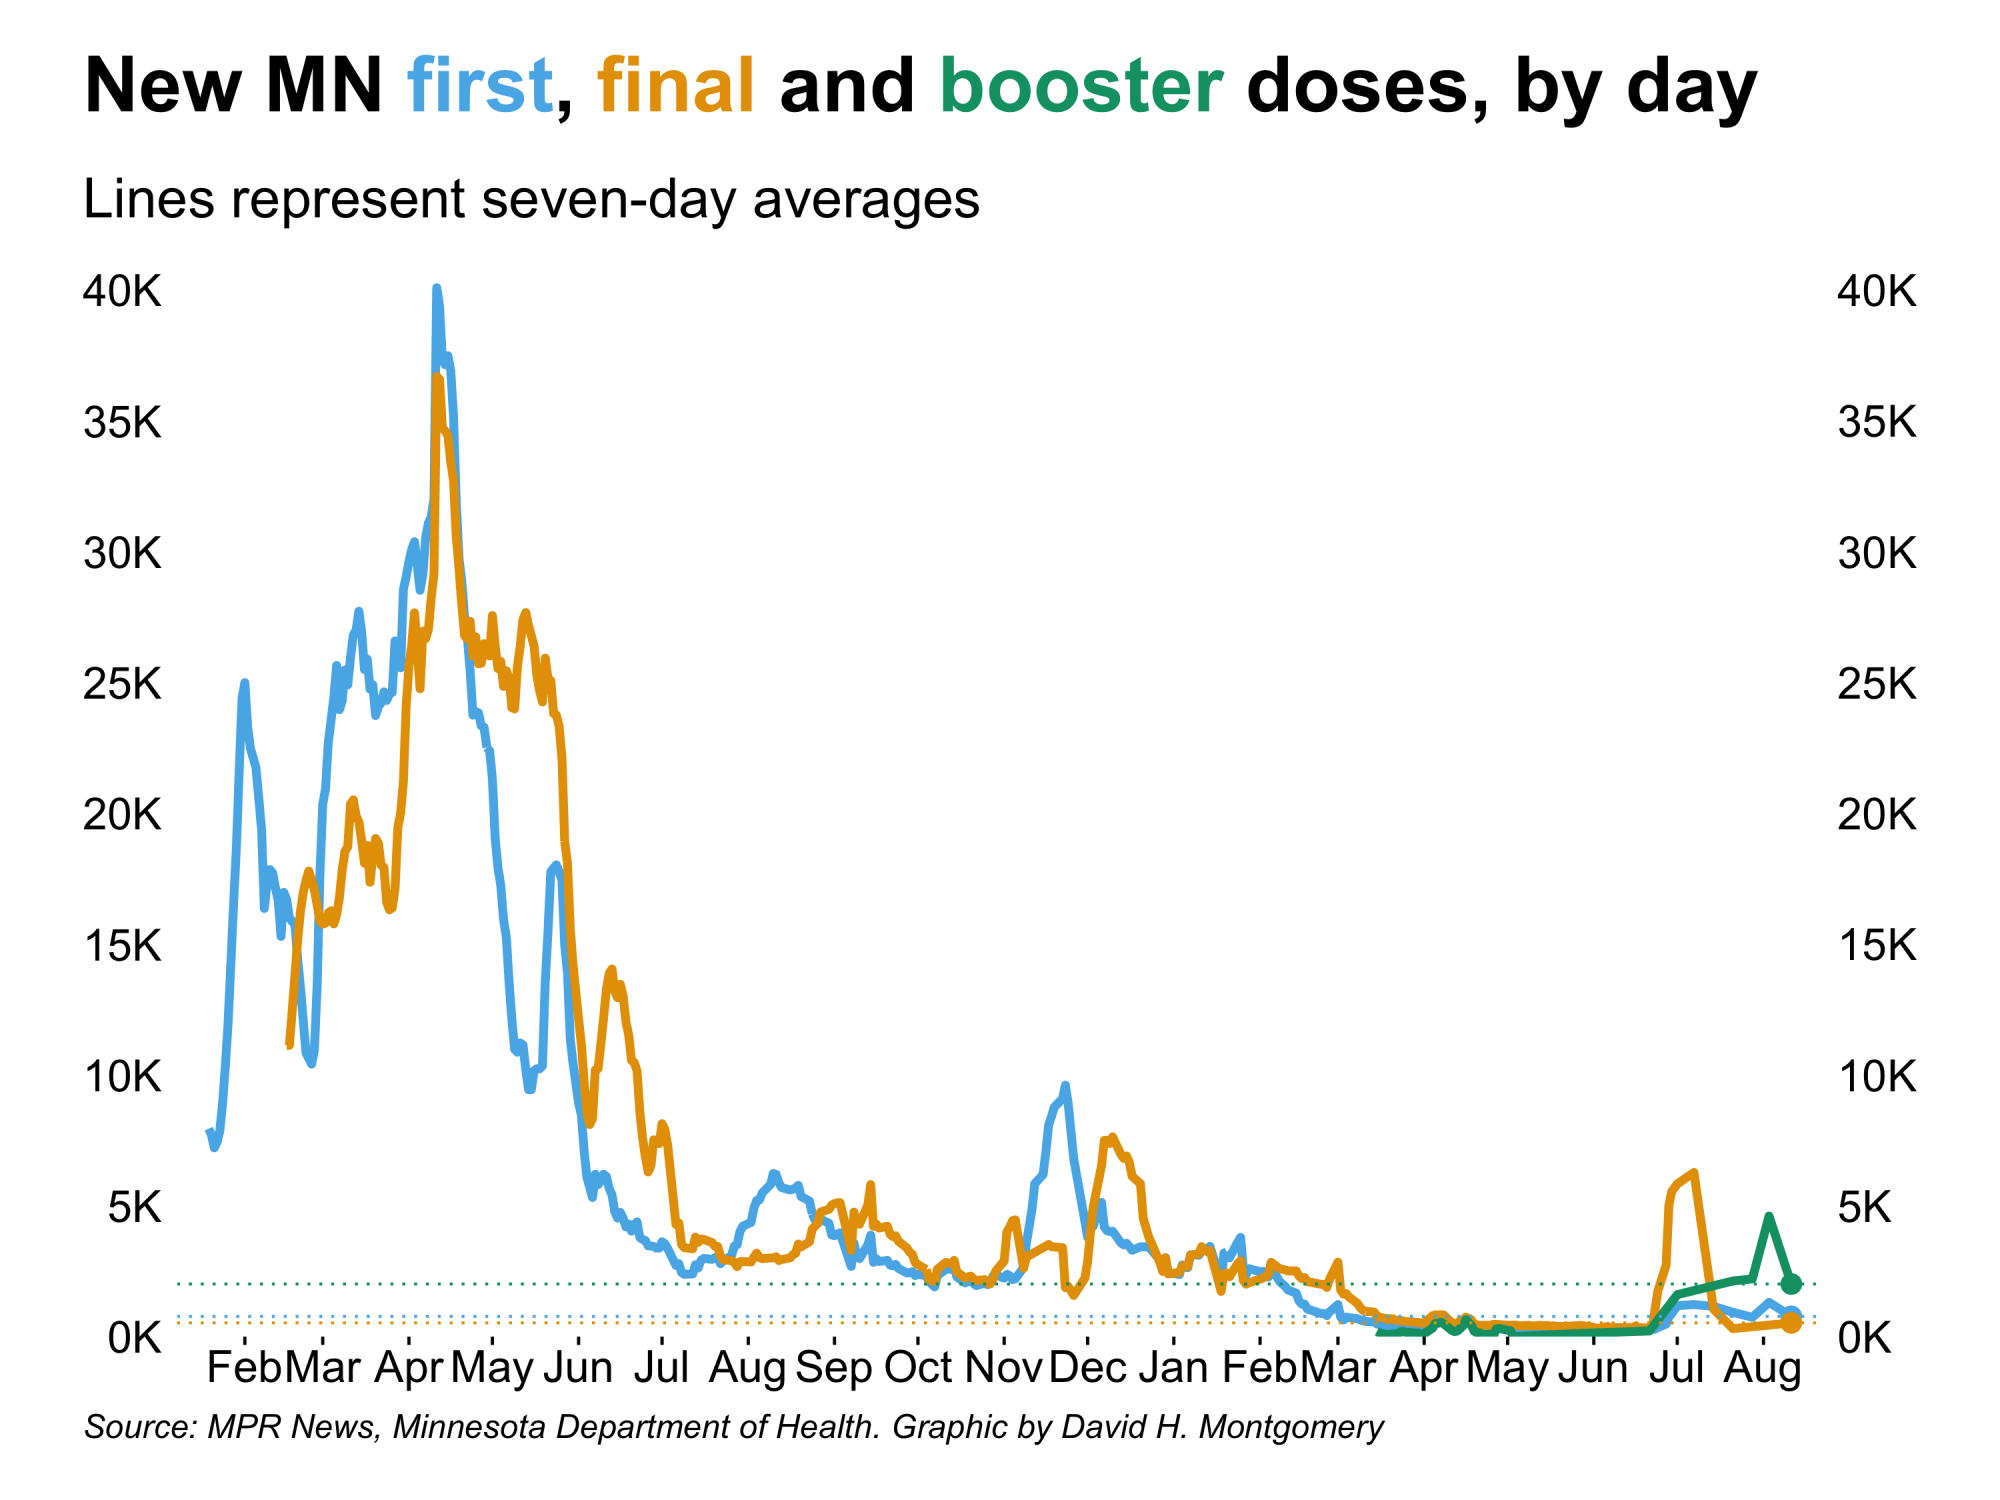 New MN first, final and booster doses, by day
Lines represent seven-day averages
40K 40K
35K 35K
30K 30K
25K 25K
20K 20K
15K 15K
10K 10K
5K 5K
0K 0K
Feb Mar Apr May Jun Jul Aug Sep Oct Nov Dec Jan Feb Mar Apr May Jun Jul Aug
Source: MPR News, Minnesota Department of Health. Graphic by David H. Montgomery